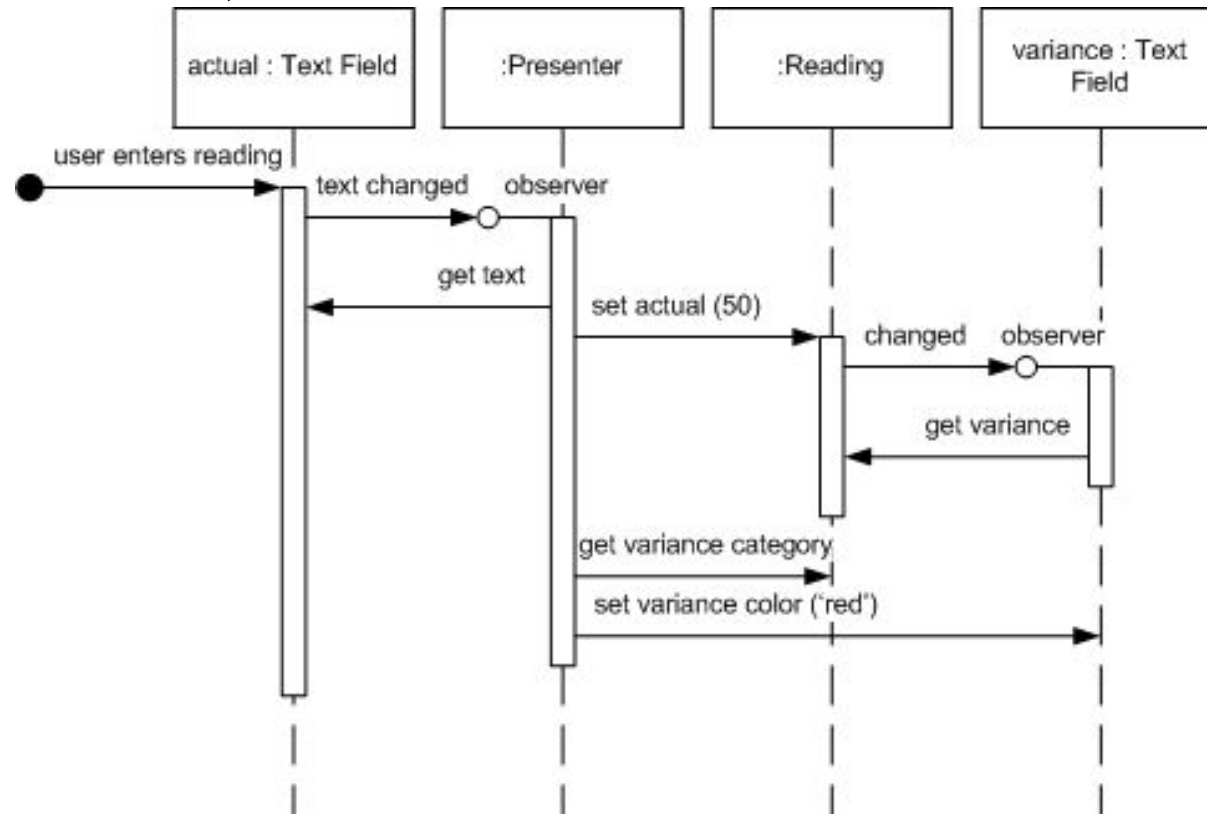 actual : Text Field
:Presenter
:Reading
variance : Text
Field
user enters reading
text changed
observer
get text
set actual (50)
changed
observer
get variance
get variance category
set variance color (‘red’)